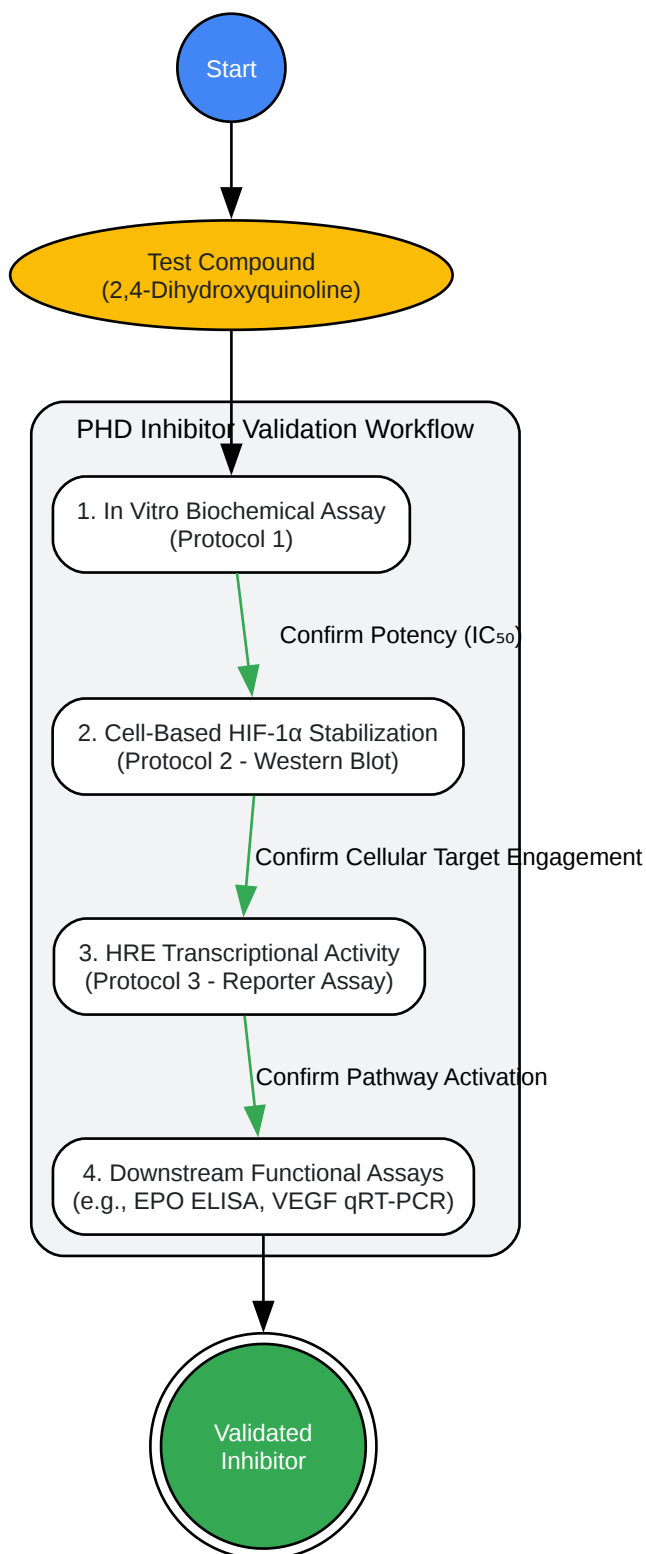 Start
Test Compound
(2,4-Dihydroxyquinoline)
PHD Inhibitor Validation Workflow
1. In Vitro Biochemical Assay
(Protocol 1)
Confirm Potency (IC₅₀)
2. Cell-Based HIF-1α Stabilization
(Protocol 2 - Western Blot)
Confirm Cellular Target Engagement
3. HRE Transcriptional Activity
(Protocol 3 - Reporter Assay)
Confirm Pathway Activation
4. Downstream Functional Assays
(e.g., EPO ELISA, VEGF qRT-PCR)
Validated
Inhibitor